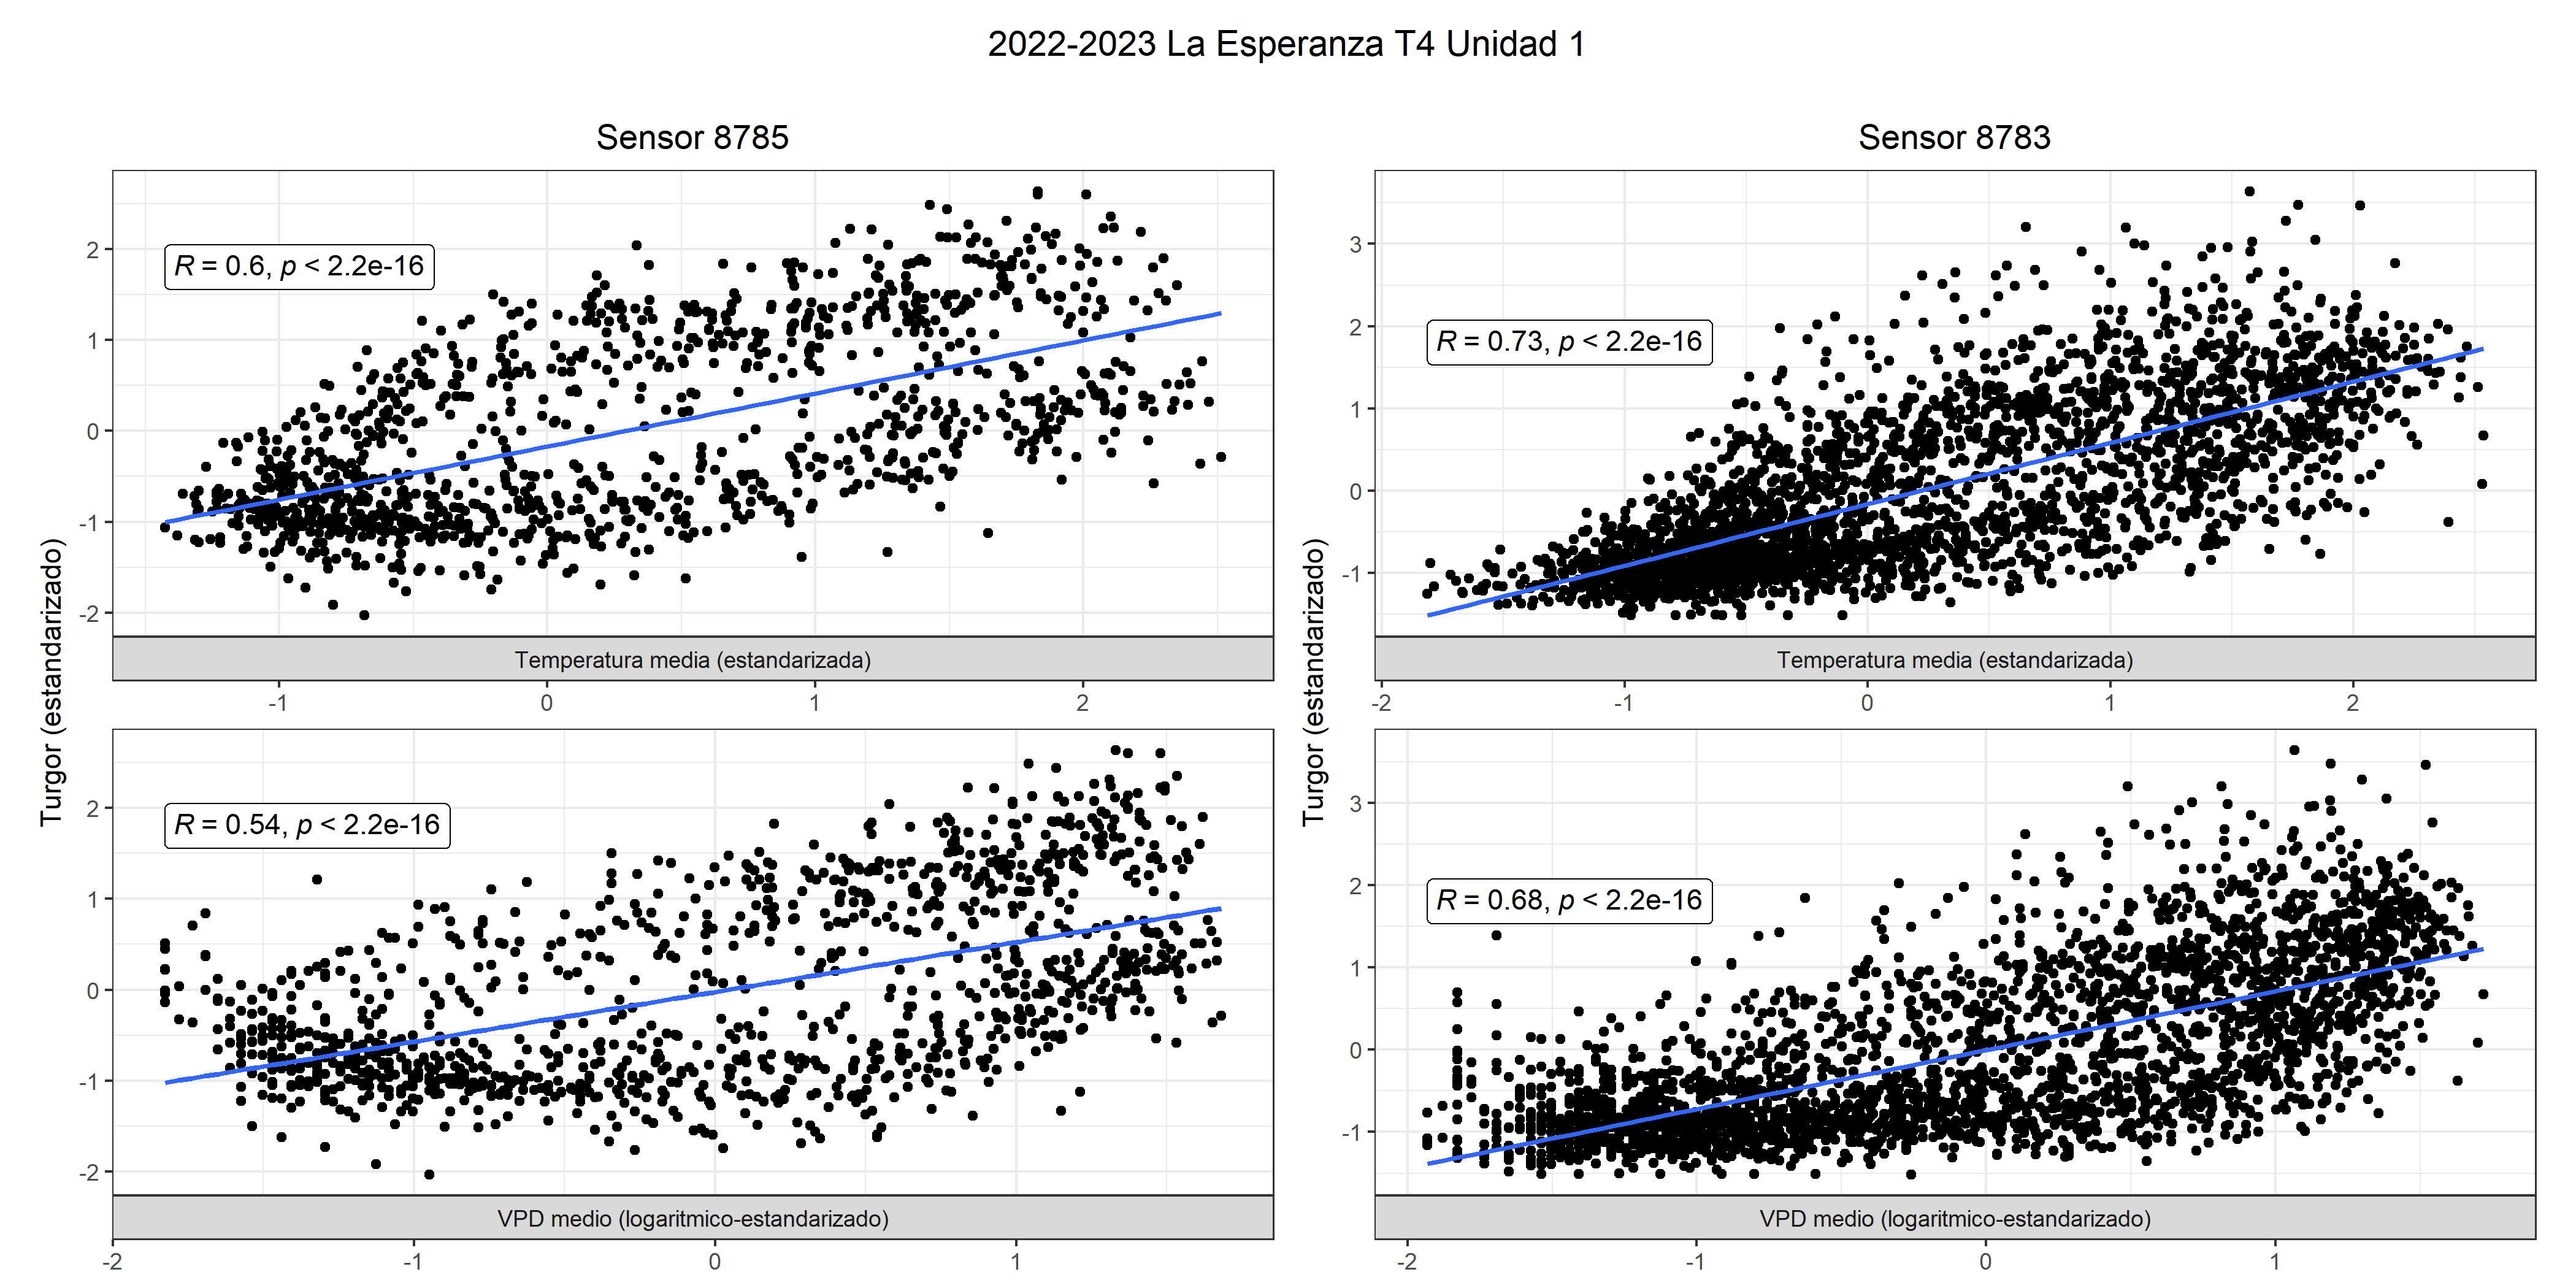 2022-2023 La Esperanza T4 Unidad 1
Sensor 8785
Sensor 8783
Turgor (estandarizado)
2
1
0
-1
-2
R = 0.6, p < 2.2e-16
Temperatura media (estandarizada)
-1
0
1
2
2
1
0
-1
-2
R = 0.54, p < 2.2e-16
VPD medio (logaritmico-estandarizado)
-2
-1
0
1
Turgor (estandarizado)
3
2
1
0
-1
R = 0.73, p < 2.2e-16
Temperatura media (estandarizada)
-2
-1
0
1
2
3
2
1
0
-1
R = 0.68, p < 2.2e-16
VPD medio (logaritmico-estandarizado)
-2
-1
0
1